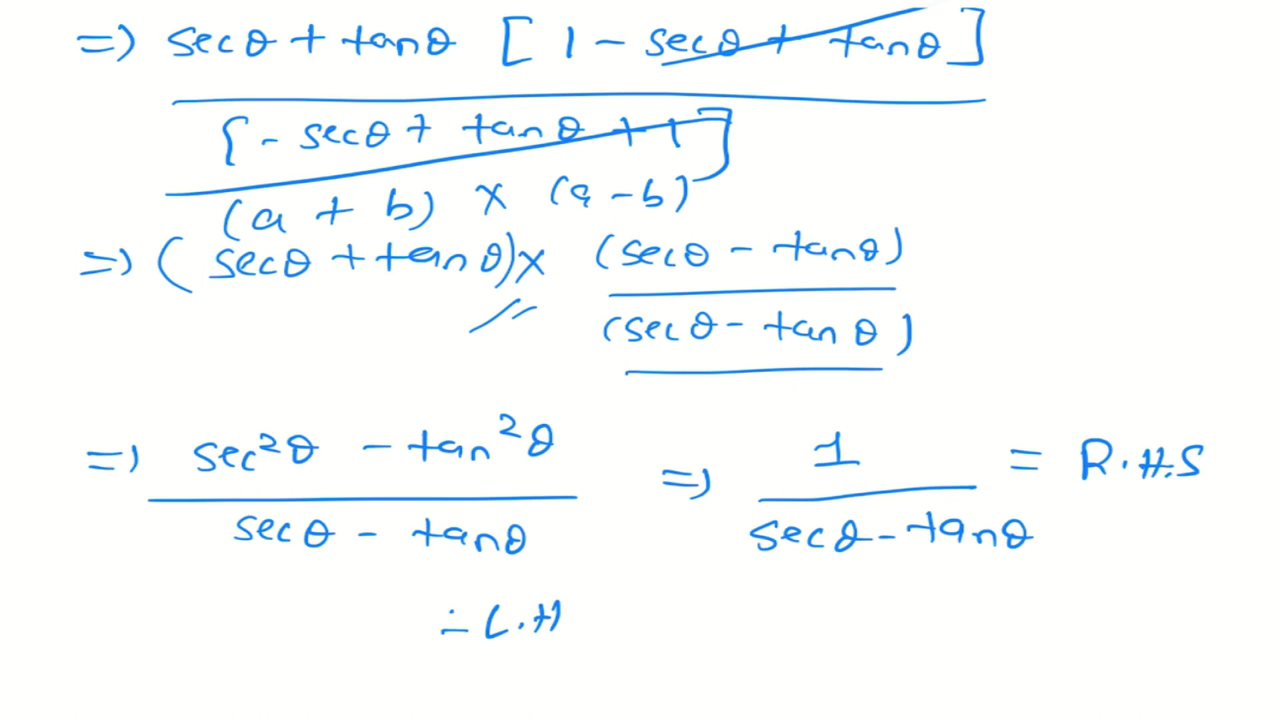 =) secθ + tanθ [ 1 - secθ + tanθ ]
[ - secθ + tanθ + 1 ]
(a + b) × (a - b)
=) ( secθ + tanθ) × (secθ - tanθ)
(secθ - tanθ)
=) sec²θ - tan²θ =) 1 = R.H.S
secθ - tanθ secθ - tanθ
= L.H